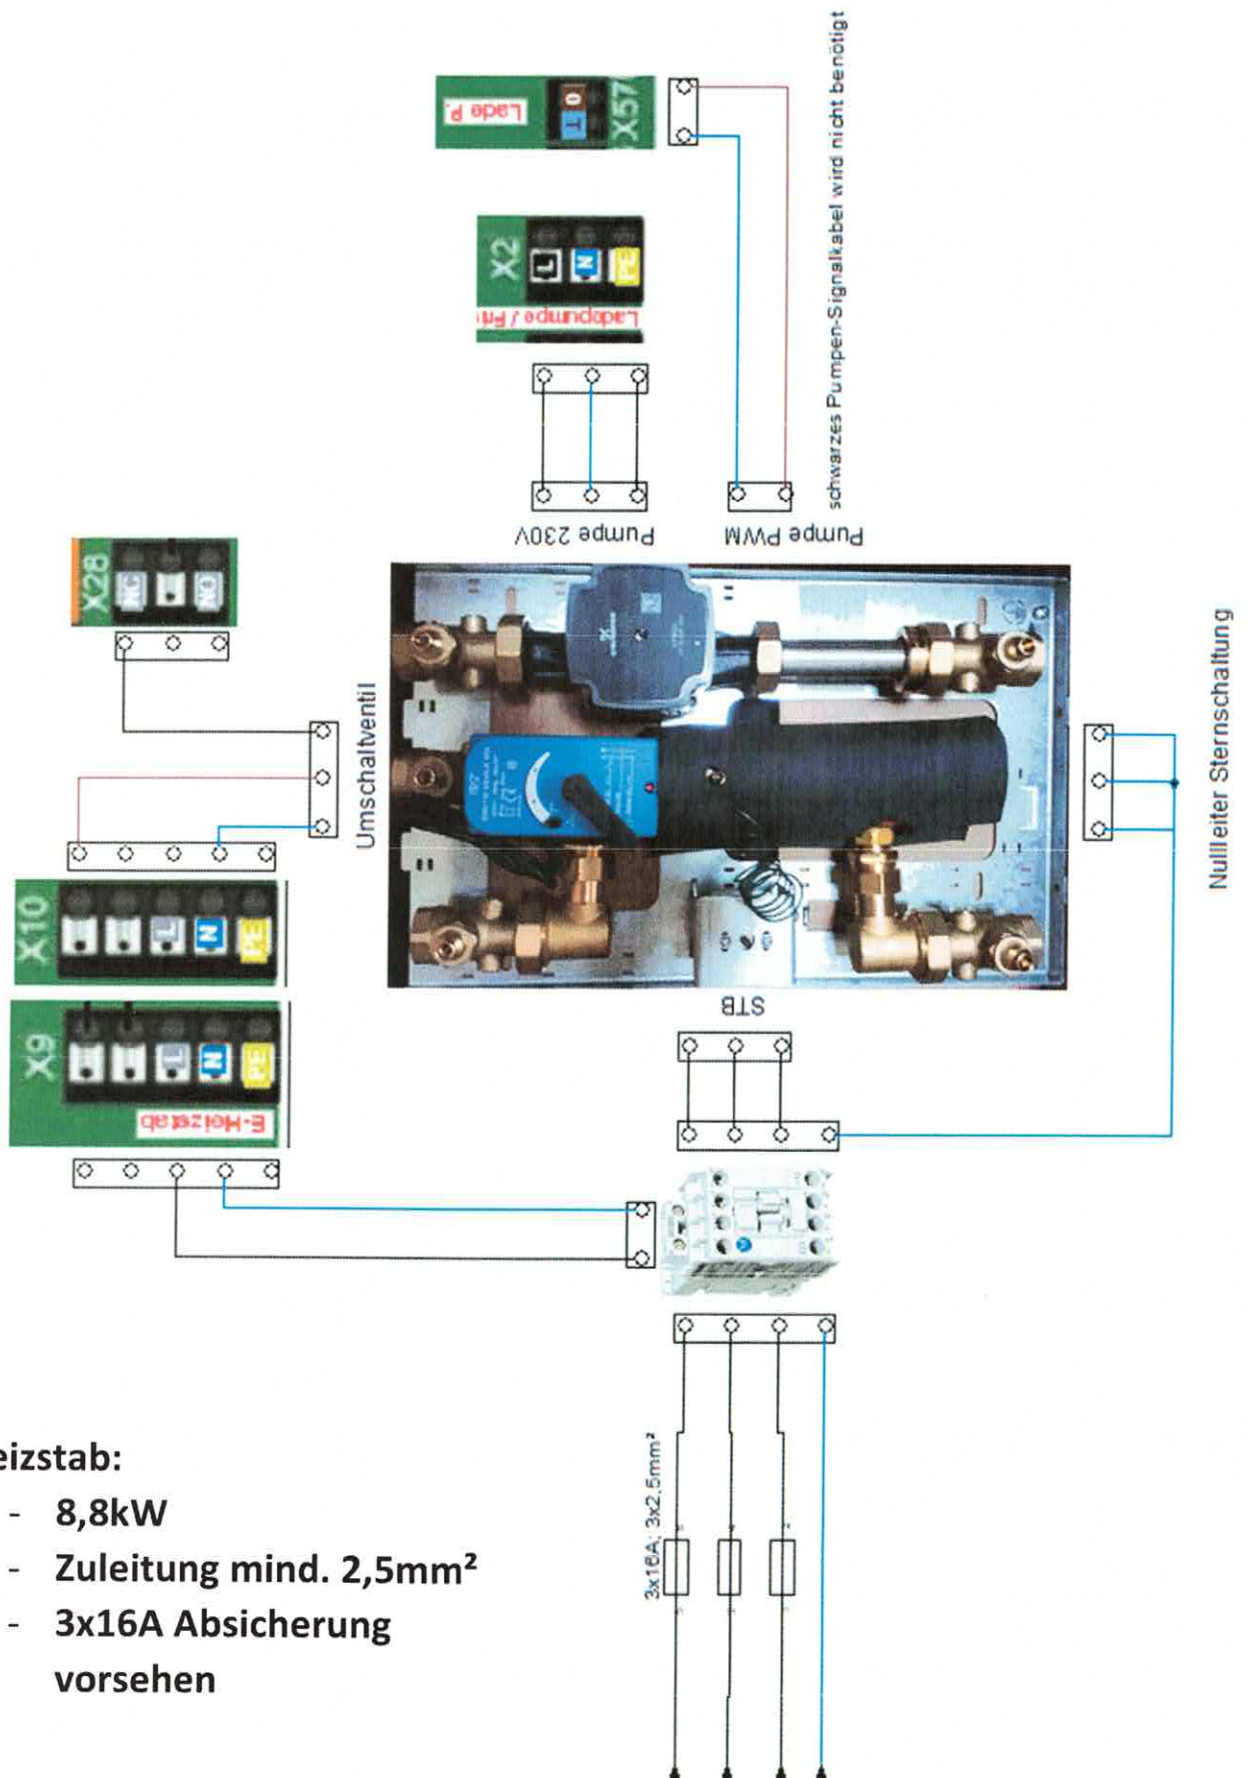 Lade P.
O
T
X57
X2
L
N
PE
Ladepumpe / Fri
schwarzes Pumpen-Signalkabel wird nicht benötigt
Pumpe 230V
Pumpe PWM
X28
NC
NO
Umschaltventil
X10
L
N
PE
X9
L
N
PE
E-Heizstab
STB
Nullleiter Sternschaltung
3x16A; 3x2.5mm²
eizstab:
- 8,8kW
- Zuleitung mind. 2,5mm²
- 3x16A Absicherung
vorsehen